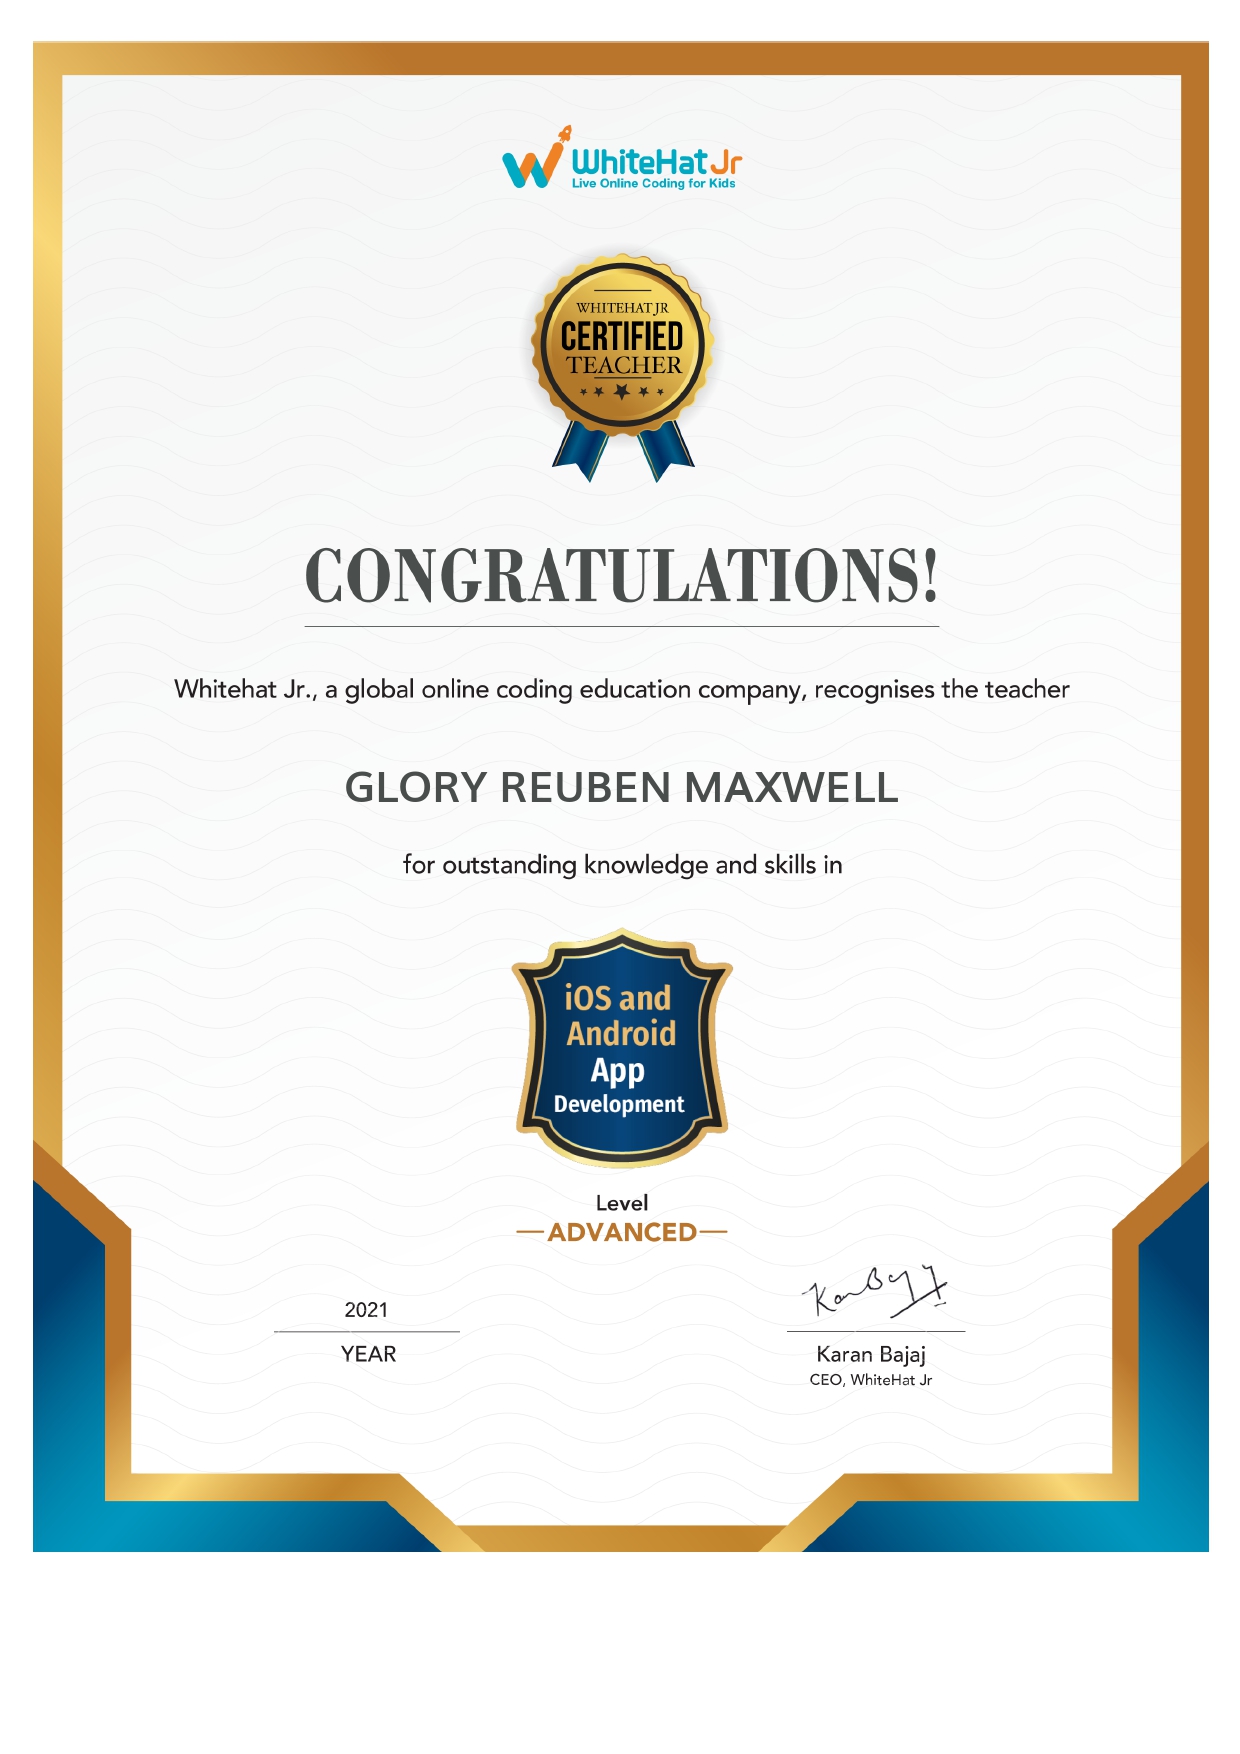 WhiteHat Jr
Live Online Coding for Kids
WHITEHAT JR
CERTIFIED
TEACHER
CONGRATULATIONS!
Whitehat Jr., a global online coding education company, recognises the teacher
GLORY REUBEN MAXWELL
for outstanding knowledge and skills in
iOS and
Android
App
Development
Level
ADVANCED
2021
YEAR
Karan Bajaj
CEO, WhiteHat Jr